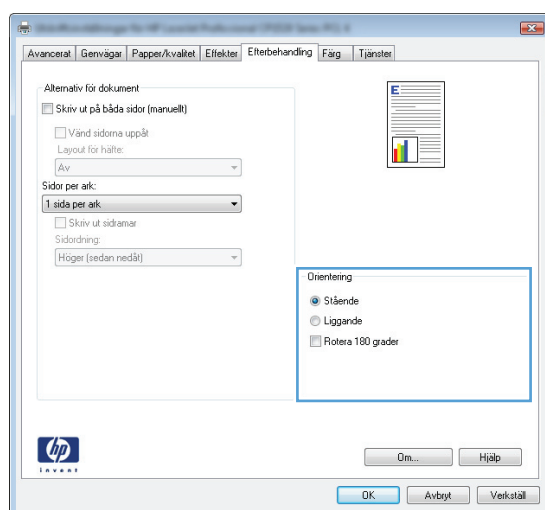 Avancerat Genvägar Papper/kvalitet Effekter Efterbehandling Färg Tjänster
Alternativ för dokument
Skriv ut på båda sidor (manuellt)
Vänd sidorna uppåt
Layout för häfte:
Av
Sidor per ark:
1 sida per ark
Skriv ut sidramar
Sidordning:
Höger (sedan nedåt)
E
Orientering
Stående
Liggande
Rotera 180 grader
hp
invent
Om... Hjälp
OK Avbryt Verkställ